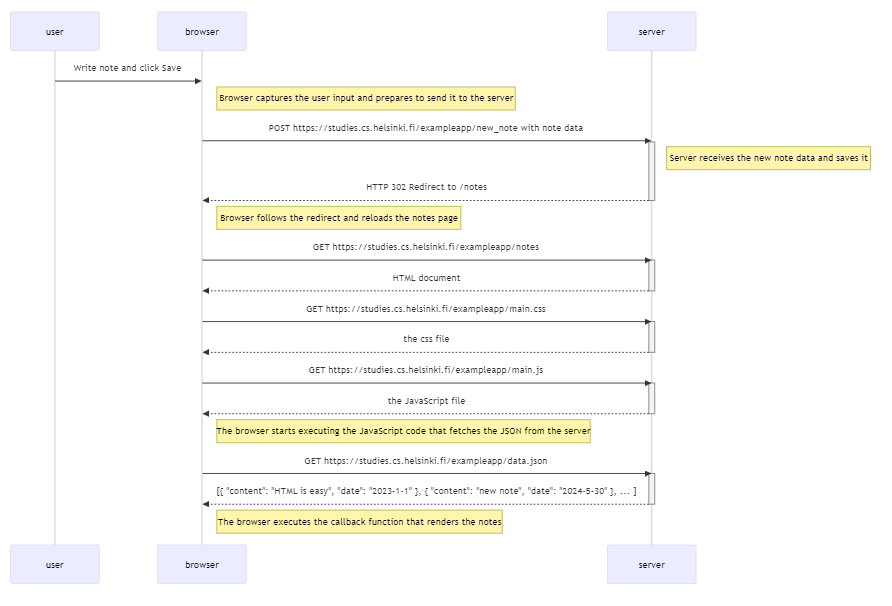 user browser server
Write note and click Save
Browser captures the user input and prepares to send it to the server
POST https://studies.cs.helsinki.fi/exampleapp/new_note with note data
Server receives the new note data and saves it
HTTP 302 Redirect to /notes
Browser follows the redirect and reloads the notes page
GET https://studies.cs.helsinki.fi/exampleapp/notes
HTML document
GET https://studies.cs.helsinki.fi/exampleapp/main.css
the css file
GET https://studies.cs.helsinki.fi/exampleapp/main.js
the JavaScript file
The browser starts executing the JavaScript code that fetches the JSON from the server
GET https://studies.cs.helsinki.fi/exampleapp/data.json
[{ "content": "HTML is easy", "date": "2023-1-1" }, { "content": "new note", "date": "2024-5-30" }, ... ]
The browser executes the callback function that renders the notes
user browser server